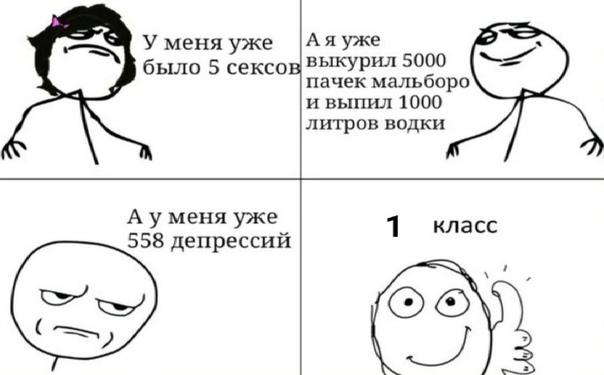 У меня уже
было 5 сексов
А я уже
выкурил 5000
пачек мальборо
и выпил 1000
литров водки
А у меня уже
558 депрессий
1 класс